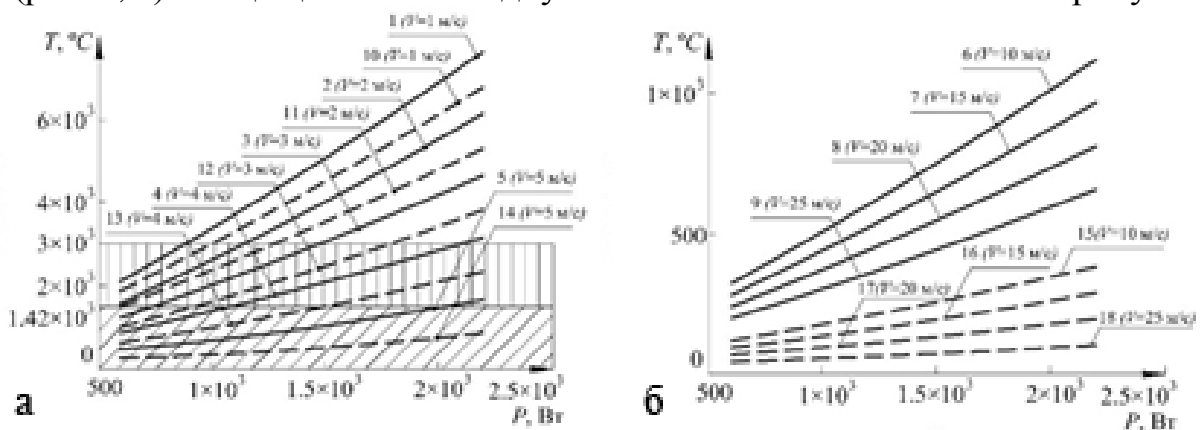 T, °C
1 (V=1 м/с)
10 (V=1 м/с)
2 (V=2 м/с)
11 (V=2 м/с)
3 (V=3 м/с)
12 (V=3 м/с)
4 (V=4 м/с)
13 (V=4 м/с)
5 (V=5 м/с)
14 (V=5 м/с)
6×10³
4×10³
3×10³
2×10³
1.42×10³
0
500
1×10³
1.5×10³
2×10³
2.5×10³
P, Вт
а
T, °C
6 (V=10 м/с)
7 (V=15 м/с)
8 (V=20 м/с)
9 (V=25 м/с)
15(V=10 м/с)
16 (V=15 м/с)
17(V=20 м/с)
18 (V=25 м/с)
1×10³
500
0
500
1×10³
1.5×10³
2×10³
2.5×10³
P, Вт
б